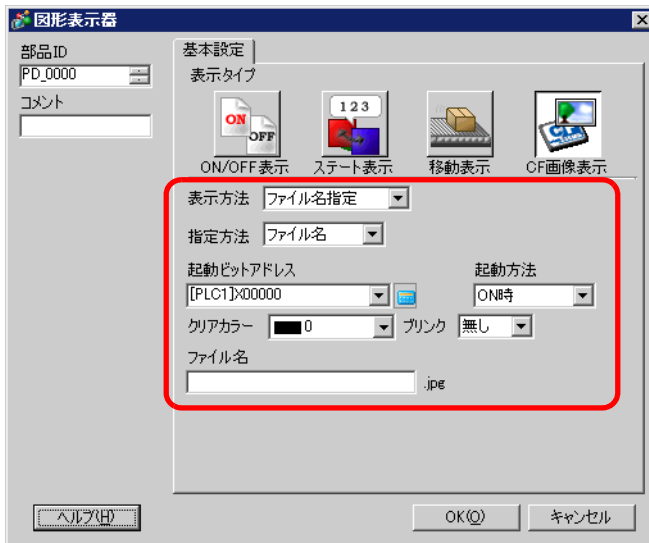 図形表示器
部品ID
PD_0000
コメント
基本設定
表示タイプ
ON
OFF
123
CF
ON/OFF表示 ステート表示 移動表示 CF画像表示
表示方法 ファイル名指定
指定方法 ファイル名
起動ビットアドレス 起動方法
[PLC1]X00000 ON時
クリアカラー 0 ブリンク 無し
ファイル名
.jpg
ヘルプ(H) OK(O) キャンセル